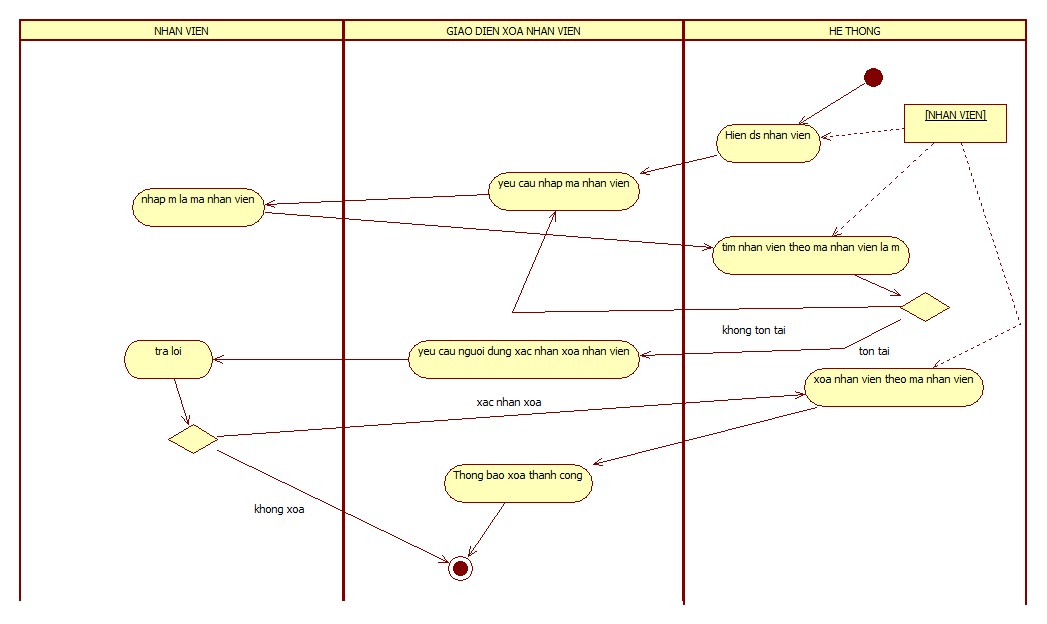 NHAN VIEN
GIAO DIEN XOA NHAN VIEN
HE THONG
[NHAN VIEN]
Hien ds nhan vien
yeu cau nhap ma nhan vien
nhap m la ma nhan vien
tim nhan vien theo ma nhan vien la m
khong ton tai
ton tai
tra loi
yeu cau nguoi dung xac nhan xoa nhan vien
xoa nhan vien theo ma nhan vien
xac nhan xoa
Thong bao xoa thanh cong
khong xoa